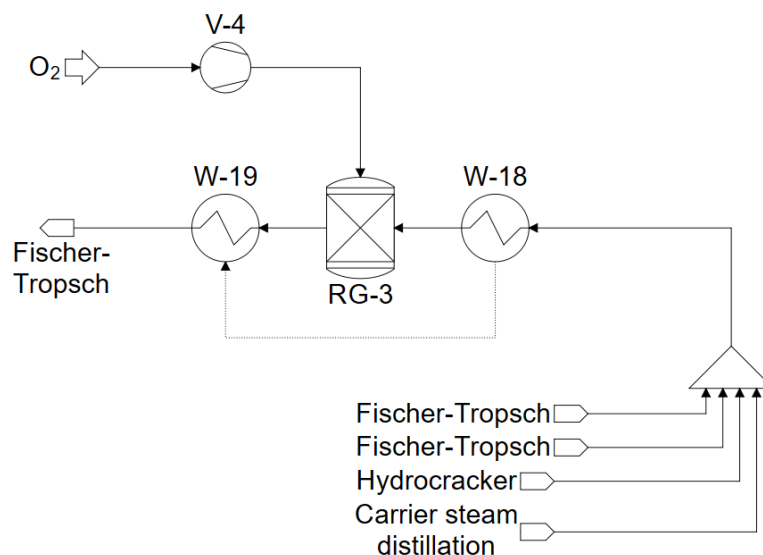 V-4
O₂
W-19
W-18
Fischer-
Tropsch
RG-3
Fischer-Tropsch
Fischer-Tropsch
Hydrocracker
Carrier steam
distillation